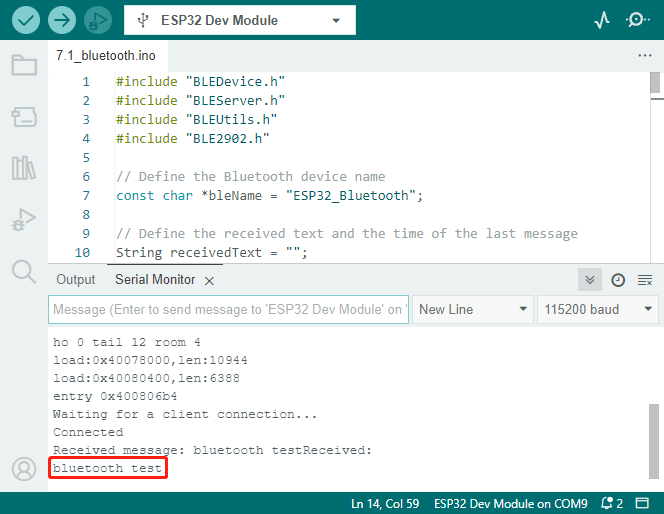 ESP32 Dev Module
7.1_bluetooth.ino
1 #include "BLEDevice.h"
2 #include "BLEServer.h"
3 #include "BLEUtils.h"
4 #include "BLE2902.h"
5
6 // Define the Bluetooth device name
7 const char *bleName = "ESP32_Bluetooth";
8
9 // Define the received text and the time of the last message
10 String receivedText = "";
Output Serial Monitor
Message (Enter to send message to 'ESP32 Dev Module' on '
New Line
115200 baud
ho 0 tail 12 room 4
load:0x40078000,len:10944
load:0x40080400,len:6388
entry 0x400806b4
Waiting for a client connection...
Connected
Received message: bluetooth testReceived:
bluetooth test
Ln 14, Col 59 ESP32 Dev Module on COM9 2